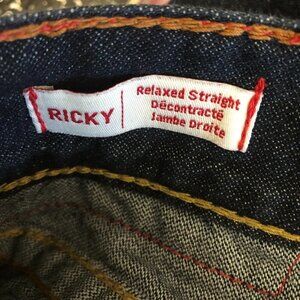 RICKY
Relaxed Straight
Décontracté
Jambe Droite